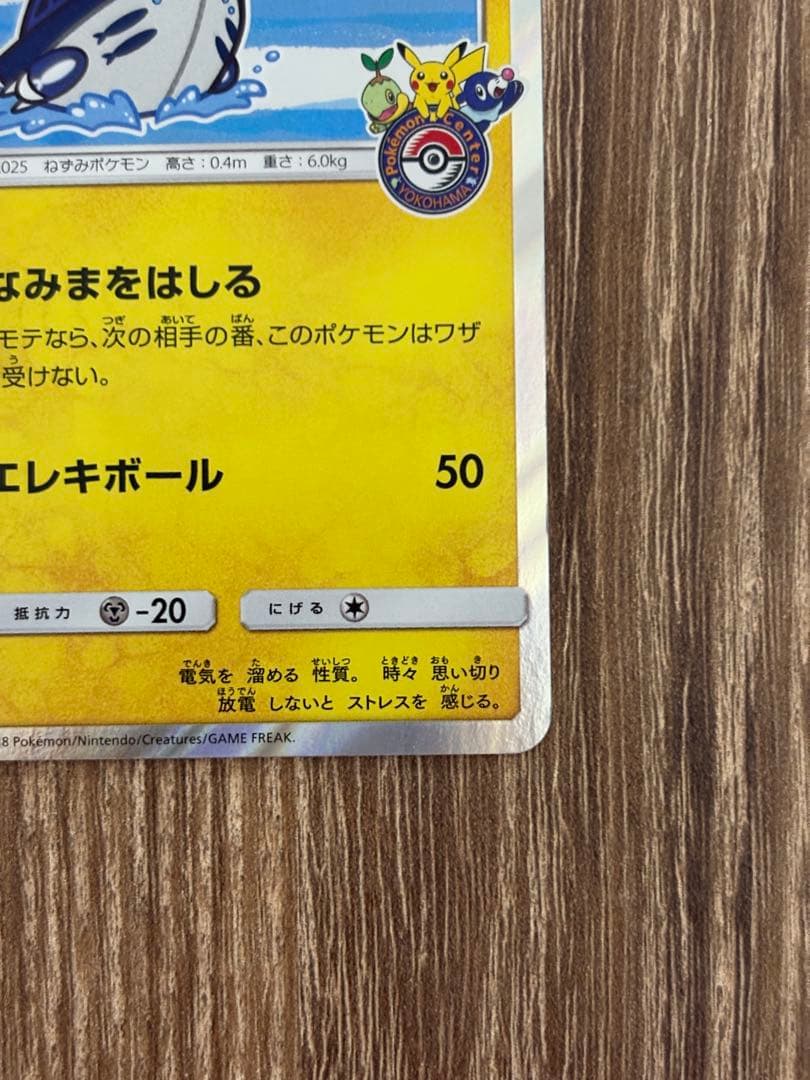 Pokémon Center
YOKOHAMA
025 ねずみポケモン 高さ:0.4m 重さ:6.0kg
なみまをはしる
モテなら、次の相手の番、このポケモンはワザ
受けない。
エレキボール 50
抵抗力 -20 にげる
電気を 溜める 性質。 時々 思い切り
放電 しないと ストレスを 感じる。
8 Pokémon/Nintendo/Creatures/GAME FREAK.